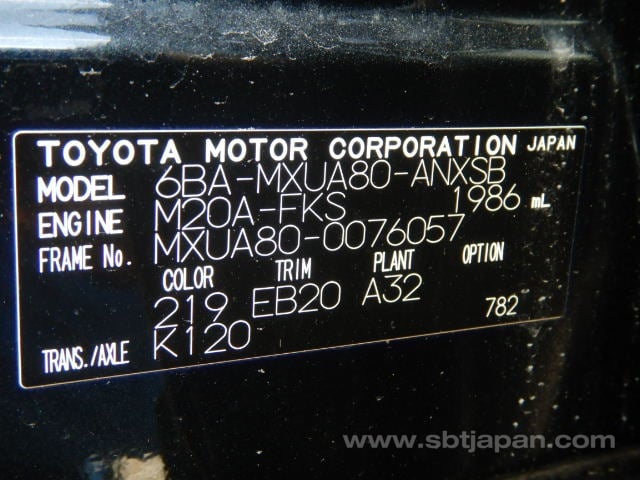 TOYOTA MOTOR CORPORATION JAPAN
MODEL 6BA-MXUA80-ANXSB
ENGINE M20A-FKS 1986 mL
FRAME No. MXUA80-0076057
COLOR TRIM PLANT OPTION
219 EB20 A32 782
TRANS./AXLE K120
www.sbtjapan.com